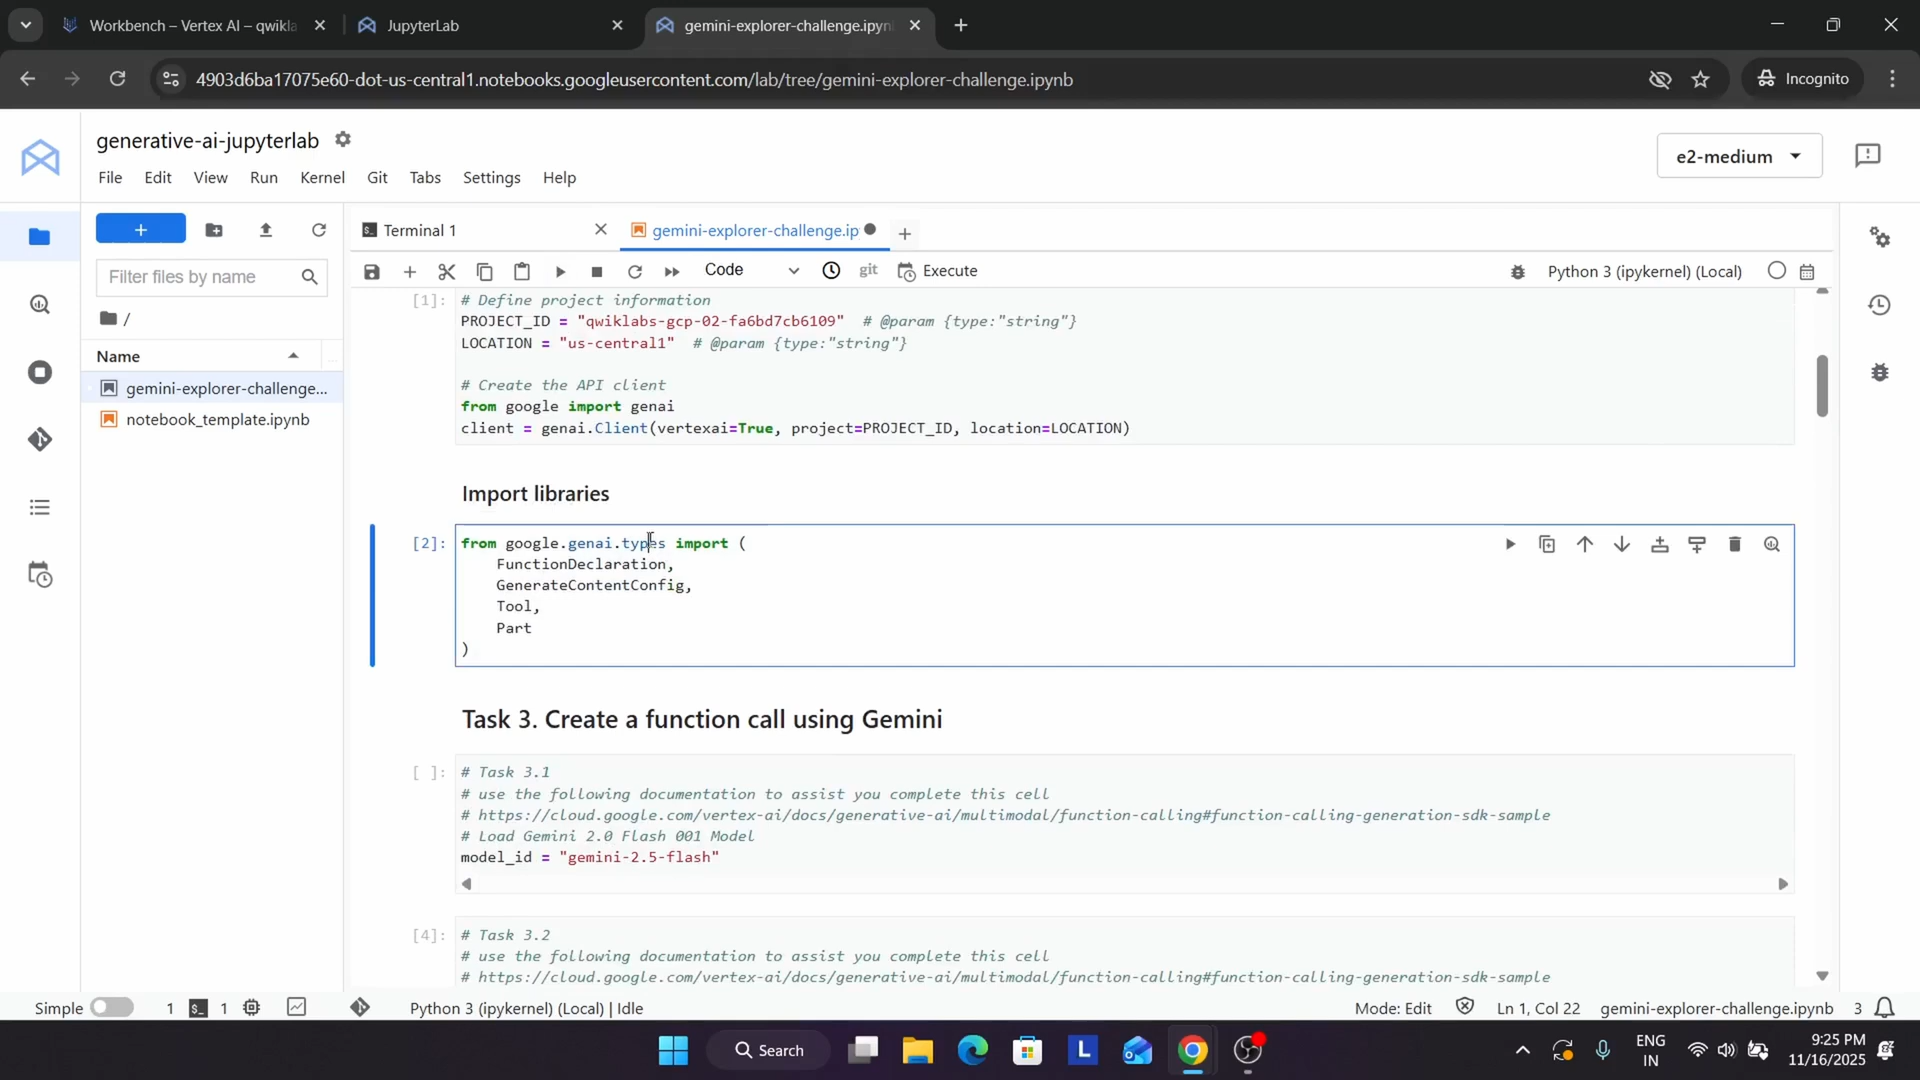 Workbench – Vertex AI – qwikla
JupyterLab
gemini-explorer-challenge.ipyn
4903d6ba17075e60-dot-us-central1.notebooks.googleusercontent.com/lab/tree/gemini-explorer-challenge.ipynb
Incognito
generative-ai-jupyterlab
e2-medium
File Edit View Run Kernel Git Tabs Settings Help
Filter files by name
/
Name
gemini-explorer-challenge...
notebook_template.ipynb
Terminal 1
gemini-explorer-challenge.ip
Code
git
Execute
Python 3 (ipykernel) (Local)
[1]:
# Define project information
PROJECT_ID = "qwiklabs-gcp-02-fa6bd7cb6109"  # @param {type:"string"}
LOCATION = "us-central1"  # @param {type:"string"}
# Create the API client
from google import genai
client = genai.Client(vertexai=True, project=PROJECT_ID, location=LOCATION)
Import libraries
[2]:
from google.genai.types import (
    FunctionDeclaration,
    GenerateContentConfig,
    Tool,
    Part
)
Task 3. Create a function call using Gemini
[ ]:
# Task 3.1
# use the following documentation to assist you complete this cell
# https://cloud.google.com/vertex-ai/docs/generative-ai/multimodal/function-calling#function-calling-generation-sdk-sample
# Load Gemini 2.0 Flash 001 Model
model_id = "gemini-2.5-flash"
[4]:
# Task 3.2
# use the following documentation to assist you complete this cell
# https://cloud.google.com/vertex-ai/docs/generative-ai/multimodal/function-calling#function-calling-generation-sdk-sample
Simple
1
1
Python 3 (ipykernel) (Local) | Idle
Mode: Edit
Ln 1, Col 22
gemini-explorer-challenge.ipynb
3
Search
L
ENG
IN
9:25 PM
11/16/2025